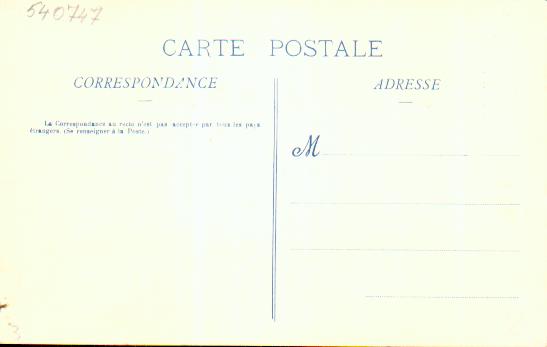 540747
CARTE POSTALE
CORRESPONDANCE
La Correspondance au recto n'est pas acceptée par tous les pays
étrangers. (Se renseigner à la Poste.)
ADRESSE
M